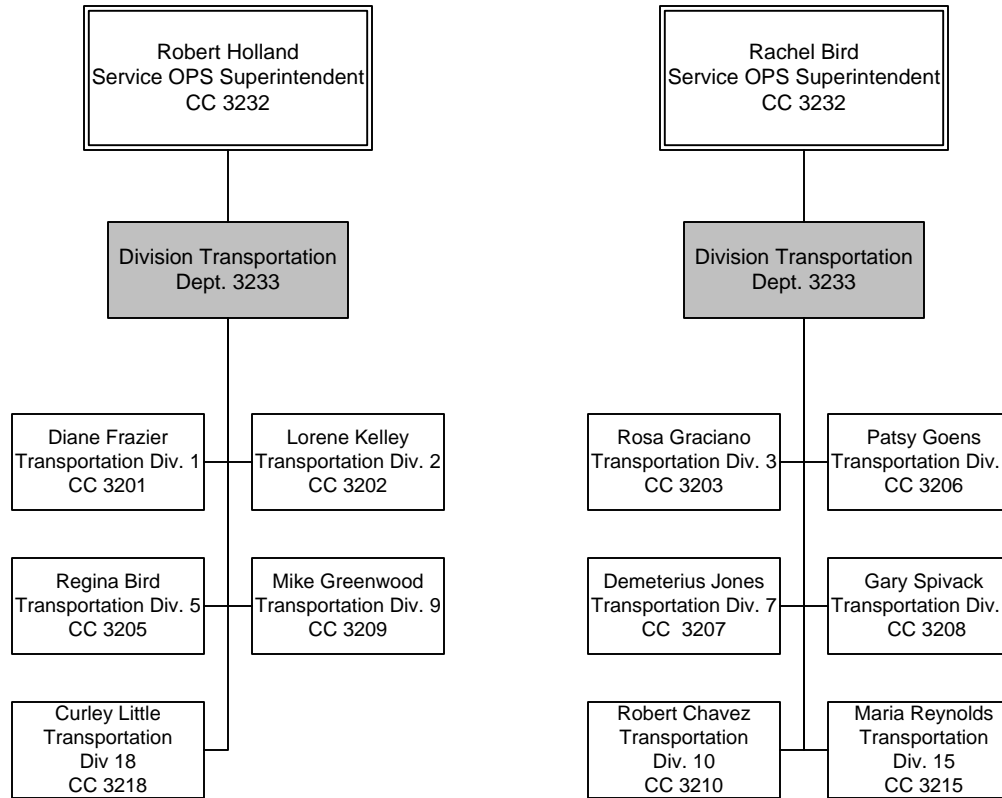 Robert Holland
Service OPS Superintendent
CC 3232
Rachel Bird
Service OPS Superintendent
CC 3232
Division Transportation
Dept. 3233
Division Transportation
Dept. 3233
Diane Frazier
Transportation Div. 1
CC 3201
Lorene Kelley
Transportation Div. 2
CC 3202
Rosa Graciano
Transportation Div. 3
CC 3203
Patsy Goens
Transportation Div.
CC 3206
Regina Bird
Transportation Div. 5
CC 3205
Mike Greenwood
Transportation Div. 9
CC 3209
Demeterius Jones
Transportation Div. 7
CC 3207
Gary Spivack
Transportation Div.
CC 3208
Curley Little
Transportation
Div 18
CC 3218
Robert Chavez
Transportation
Div. 10
CC 3210
Maria Reynolds
Transportation
Div. 15
CC 3215